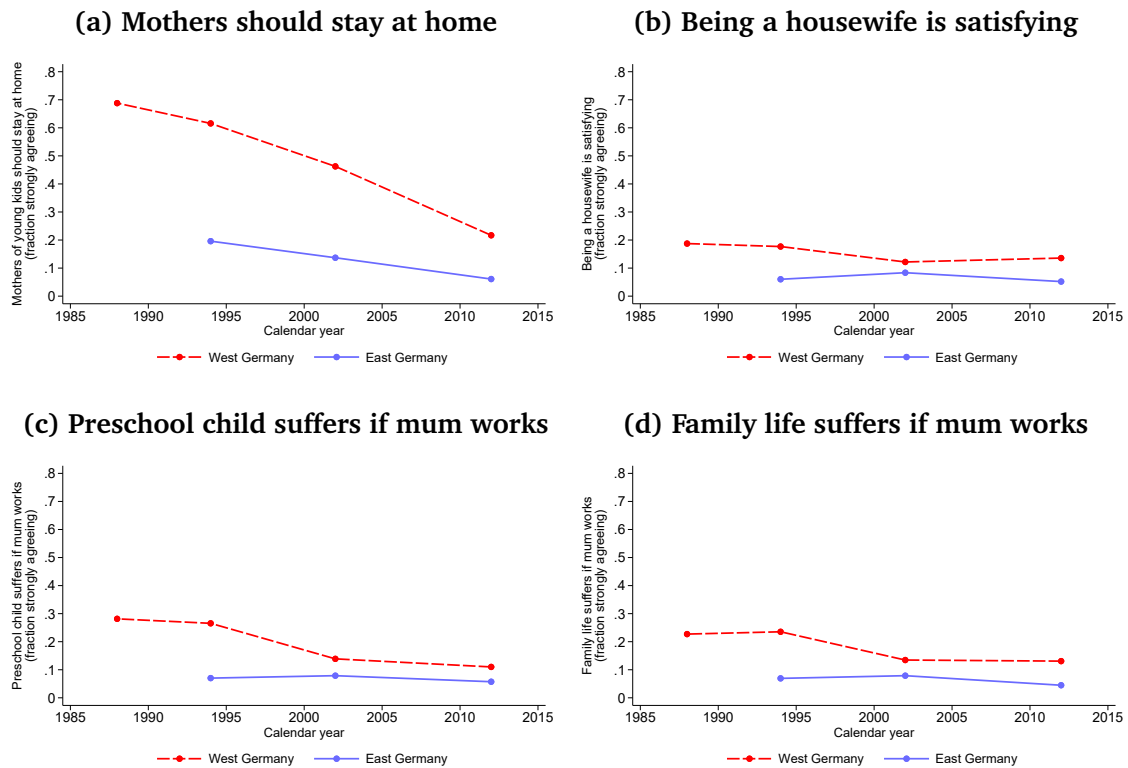 (a) Mothers should stay at home
Mothers of young kids should stay at home
(fraction strongly agreeing)
.8
.7
.6
.5
.4
.3
.2
.1
0
1985 1990 1995 2000 2005 2010 2015
Calendar year
West Germany East Germany
(b) Being a housewife is satisfying
Being a housewife is satisfying
(fraction strongly agreeing)
.8
.7
.6
.5
.4
.3
.2
.1
0
1985 1990 1995 2000 2005 2010 2015
Calendar year
West Germany East Germany
(c) Preschool child suffers if mum works
Preschool child suffers if mum works
(fraction strongly agreeing)
.8
.7
.6
.5
.4
.3
.2
.1
0
1985 1990 1995 2000 2005 2010 2015
Calendar year
West Germany East Germany
(d) Family life suffers if mum works
Family life suffers if mum works
(fraction strongly agreeing)
.8
.7
.6
.5
.4
.3
.2
.1
0
1985 1990 1995 2000 2005 2010 2015
Calendar year
West Germany East Germany